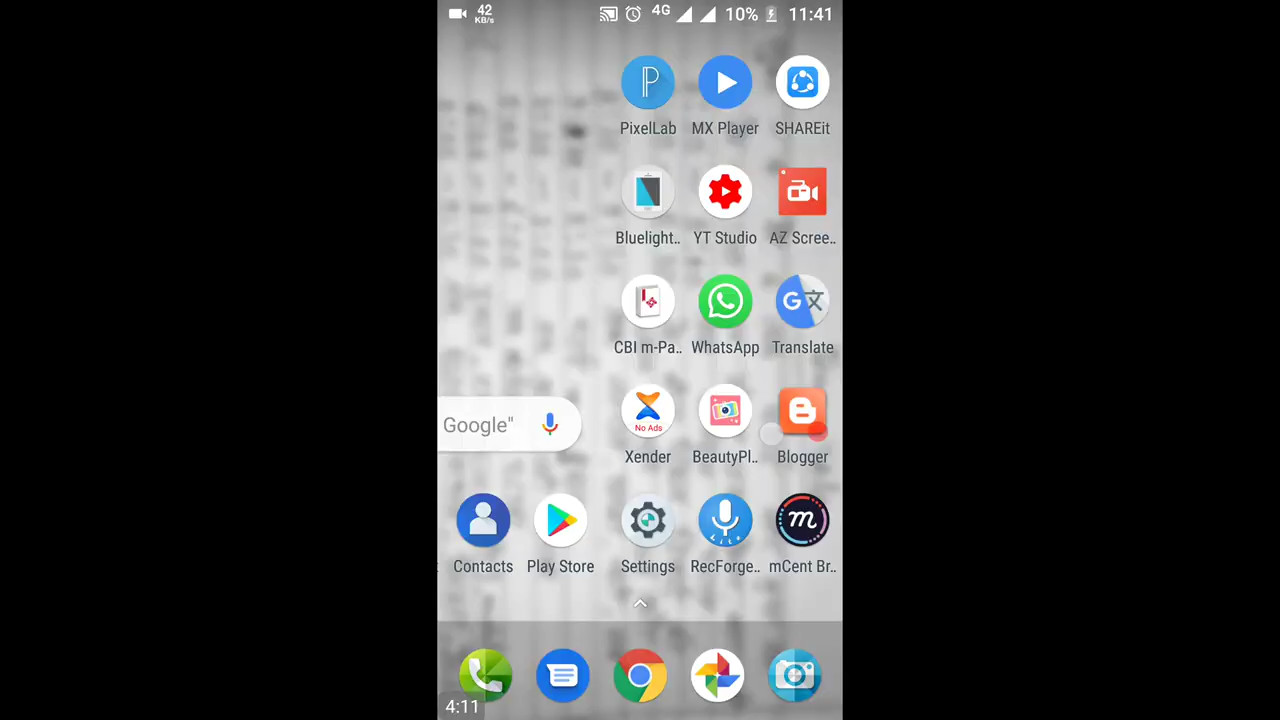 42
KB/s
4G
10%
11:41
PixelLab MX Player SHAREit
Bluelight.. YT Studio AZ Scree..
CBI m-Pa.. WhatsApp Translate
No Ads
Google"
Xender BeautyPl.. Blogger
Lite
m
Contacts Play Store Settings RecForge.. mCent Br..
4:11